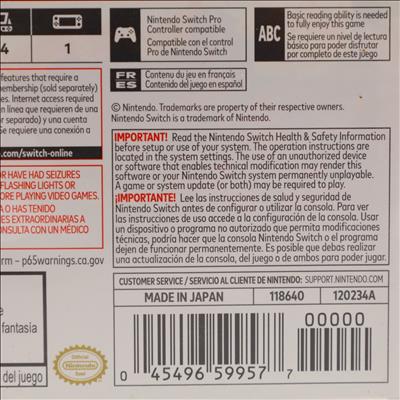 4
1
Nintendo Switch Pro
Controller compatible
Compatible con el control
Pro de Nintendo Switch
ABC
Basic reading ability is needed
to fully enjoy this game
Se requiere un nivel de lectura
básico para poder disfrutar
por completo de este juego
FR
ES
Contenu du jeu en français
Contenido del juego en español
features that require a
membership (sold separately)
es. Internet access required
n línea que requieren de una
r separado) y una cuenta
Se requiere una conexión a
.com/switch-online
© Nintendo. Trademarks are property of their respective owners.
Nintendo Switch is a trademark of Nintendo.
OR HAVE HAD SEIZURES
FLASHING LIGHTS OR
ORE PLAYING VIDEO GAMES.
A O HAS TENIDO
ES EXTRAORDINARIAS A
ONSULTA CON UN MÉDICO
arm - p65warnings.ca.gov
IMPORTANT! Read the Nintendo Switch Health & Safety Information
before setup or use of your system. The operation instructions are
located in the system settings. The use of an unauthorized device
or software that enables technical modification may render this
or your Nintendo Switch system permanently unplayable.
A game or system update (or both) may be required to play.
¡IMPORTANTE! Lee las instrucciones de salud y seguridad de
Nintendo Switch antes de configurar o utilizar la consola. Para ver
las instrucciones de uso accede a la configuración de la consola. Usar
un dispositivo o programa no autorizado que permita modificaciones
técnicas, podría hacer que la consola Nintendo Switch o el programa
dejen de funcionar permanentemente. Es posible que debas realizar
una actualización de la consola, del juego o de ambos para poder jugar.
CUSTOMER SERVICE / SERVICIO AL CLIENTE DE NINTENDO: SUPPORT.NINTENDO.COM
MADE IN JAPAN
118640
120234A
e
fantasía
Official
Nintendo
Seal
do del juego
00000
0 45496 59957 7